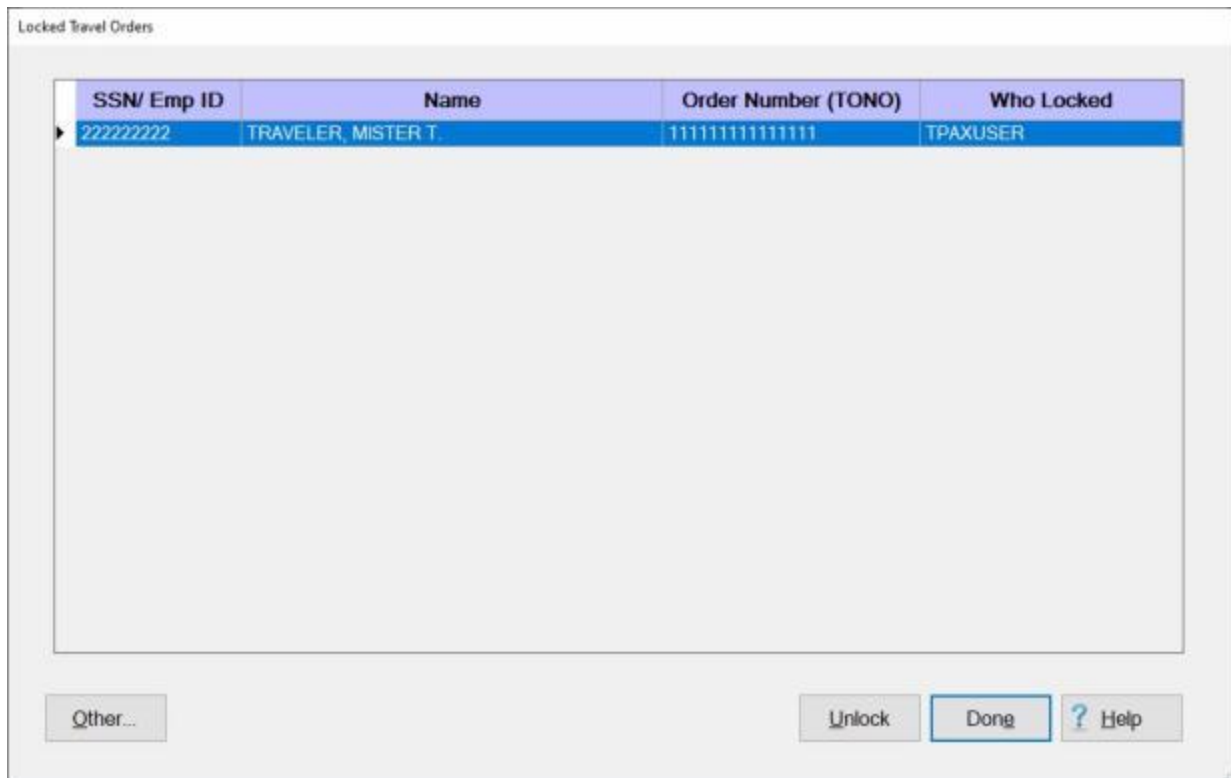 Locked Travel Orders
SSN/ Emp ID Name Order Number (TONO) Who Locked
222222222 TRAVELER, MISTER T. 111111111111111 TPAXUSER
Other... Unlock Done ? Help